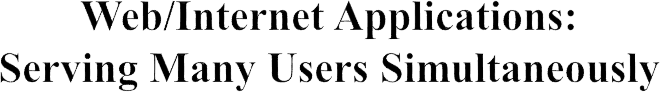 Web/Internet Applications:
Serving Many Users Simultaneously